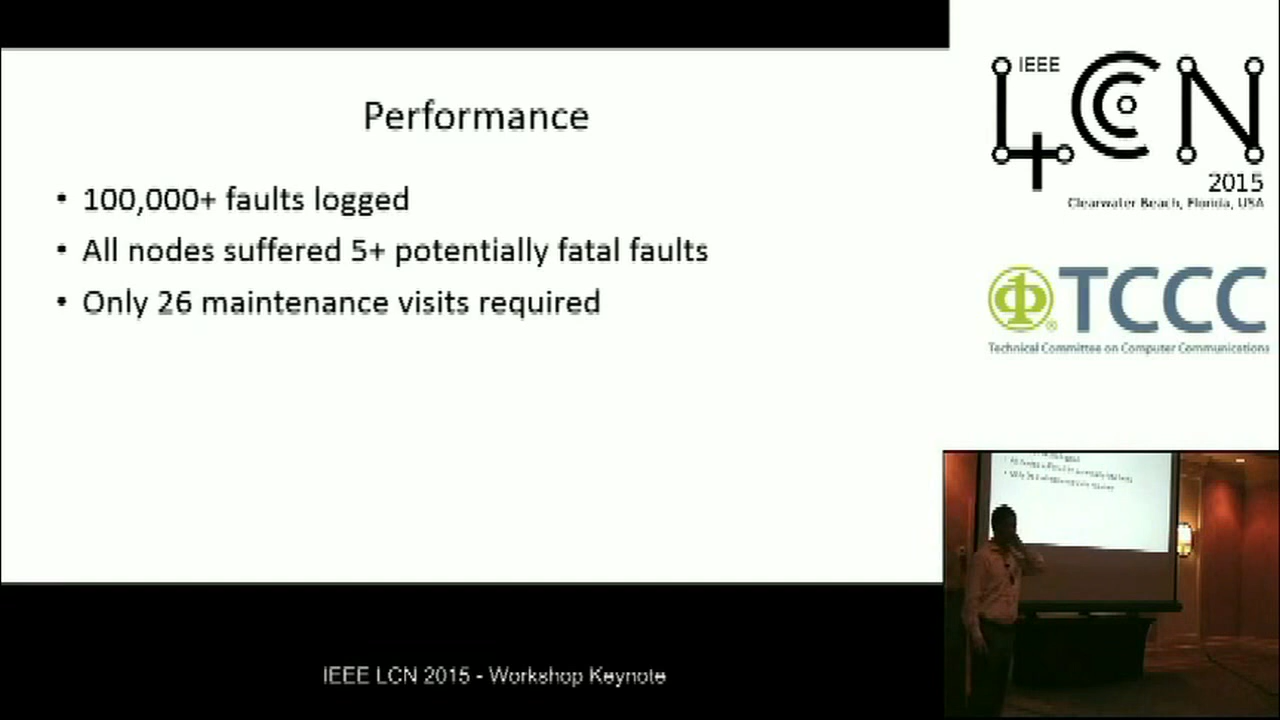 Performance
• 100,000+ faults logged
• All nodes suffered 5+ potentially fatal faults
• Only 26 maintenance visits required
IEEE
LCN
2015
Clearwater Beach, Florida, USA
TCCC
Technical Committee on Computer Communications
IEEE LCN 2015 - Workshop Keynote